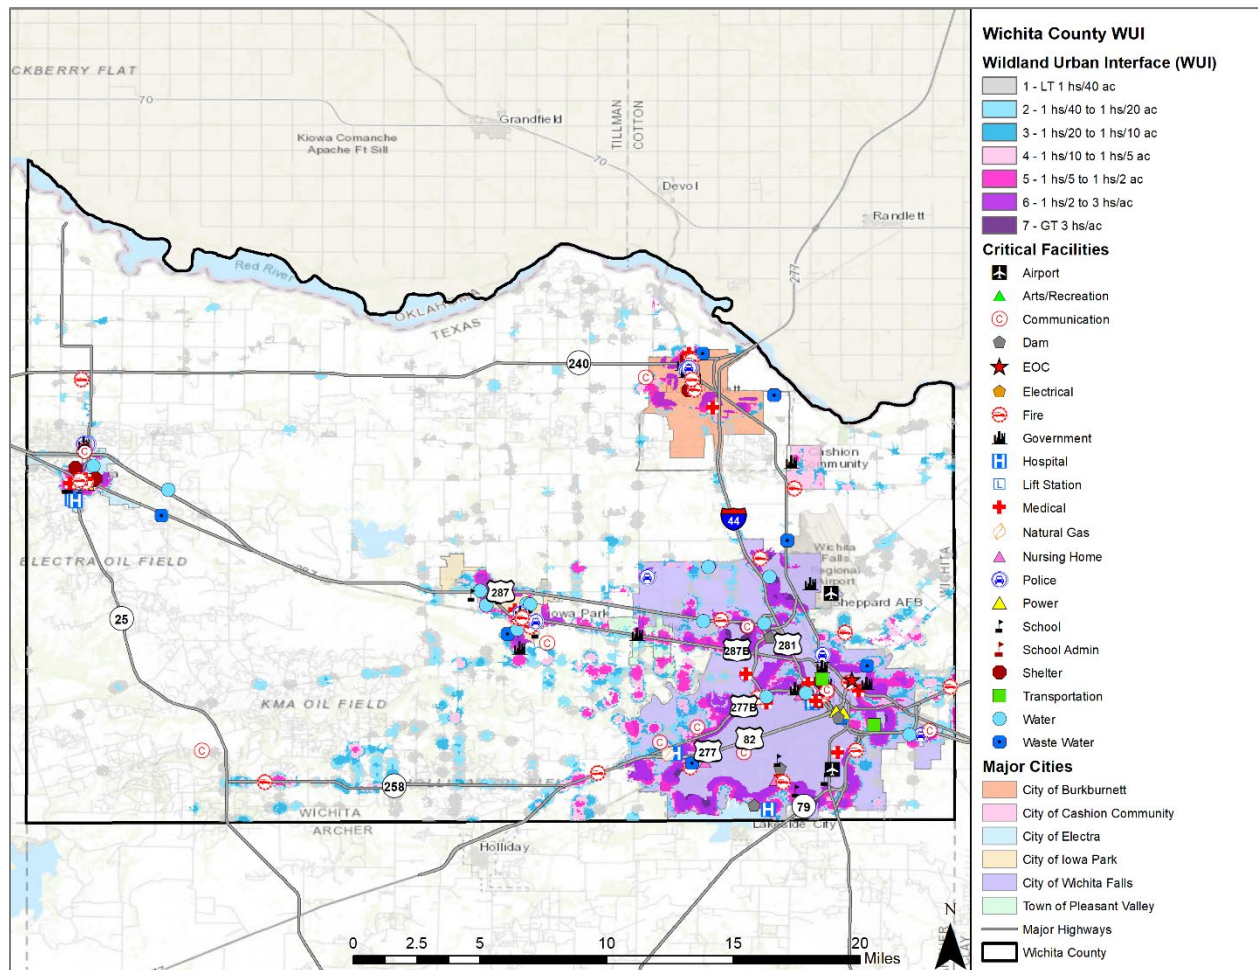 CKBERRY FLAT
70
Grandfield
Kiowa Comanche
Apache Ft Sill
TILLMAN
COTTON
70
Devol
Randlett
277
Red River
OKLAHOMA
TEXAS
240
Cashion
Community
44
Wichita
Falls
Regional
Airport
Sheppard AFB
WICHITA
ELECTRA OIL FIELD
287
287
Iowa Park
25
287B
281
KMA OIL FIELD
277B
82
277
258
79
WICHITA
ARCHER
Lakeside City
Holliday
N
0 2.5 5 10 15 20
Miles
CLAY
Wichita County WUI
Wildland Urban Interface (WUI)
1 - LT 1 hs/40 ac
2 - 1 hs/40 to 1 hs/20 ac
3 - 1 hs/20 to 1 hs/10 ac
4 - 1 hs/10 to 1 hs/5 ac
5 - 1 hs/5 to 1 hs/2 ac
6 - 1 hs/2 to 3 hs/ac
7 - GT 3 hs/ac
Critical Facilities
Airport
Arts/Recreation
C Communication
Dam
EOC
Electrical
Fire
Government
H Hospital
L Lift Station
Medical
Natural Gas
Nursing Home
Police
Power
School
School Admin
Shelter
Transportation
Water
Waste Water
Major Cities
City of Burkburnett
City of Cashion Community
City of Electra
City of Iowa Park
City of Wichita Falls
Town of Pleasant Valley
Major Highways
Wichita County